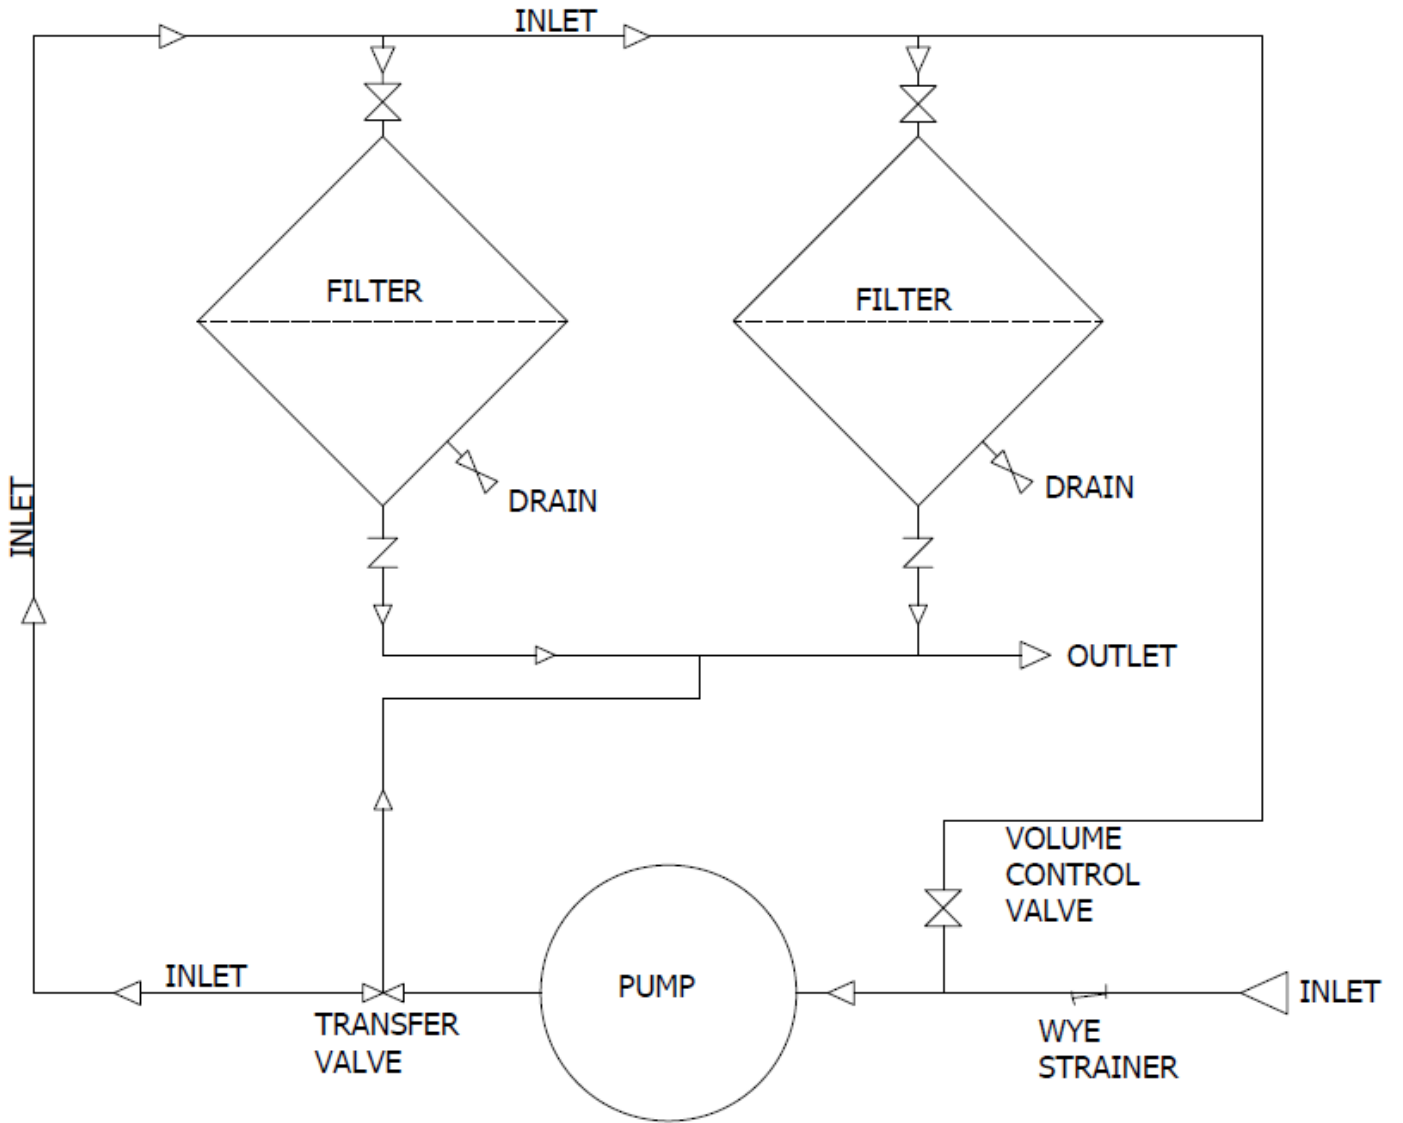 INLET
FILTER
FILTER
DRAIN
DRAIN
INLET
OUTLET
VOLUME
CONTROL
VALVE
INLET
PUMP
INLET
TRANSFER
VALVE
WYE
STRAINER